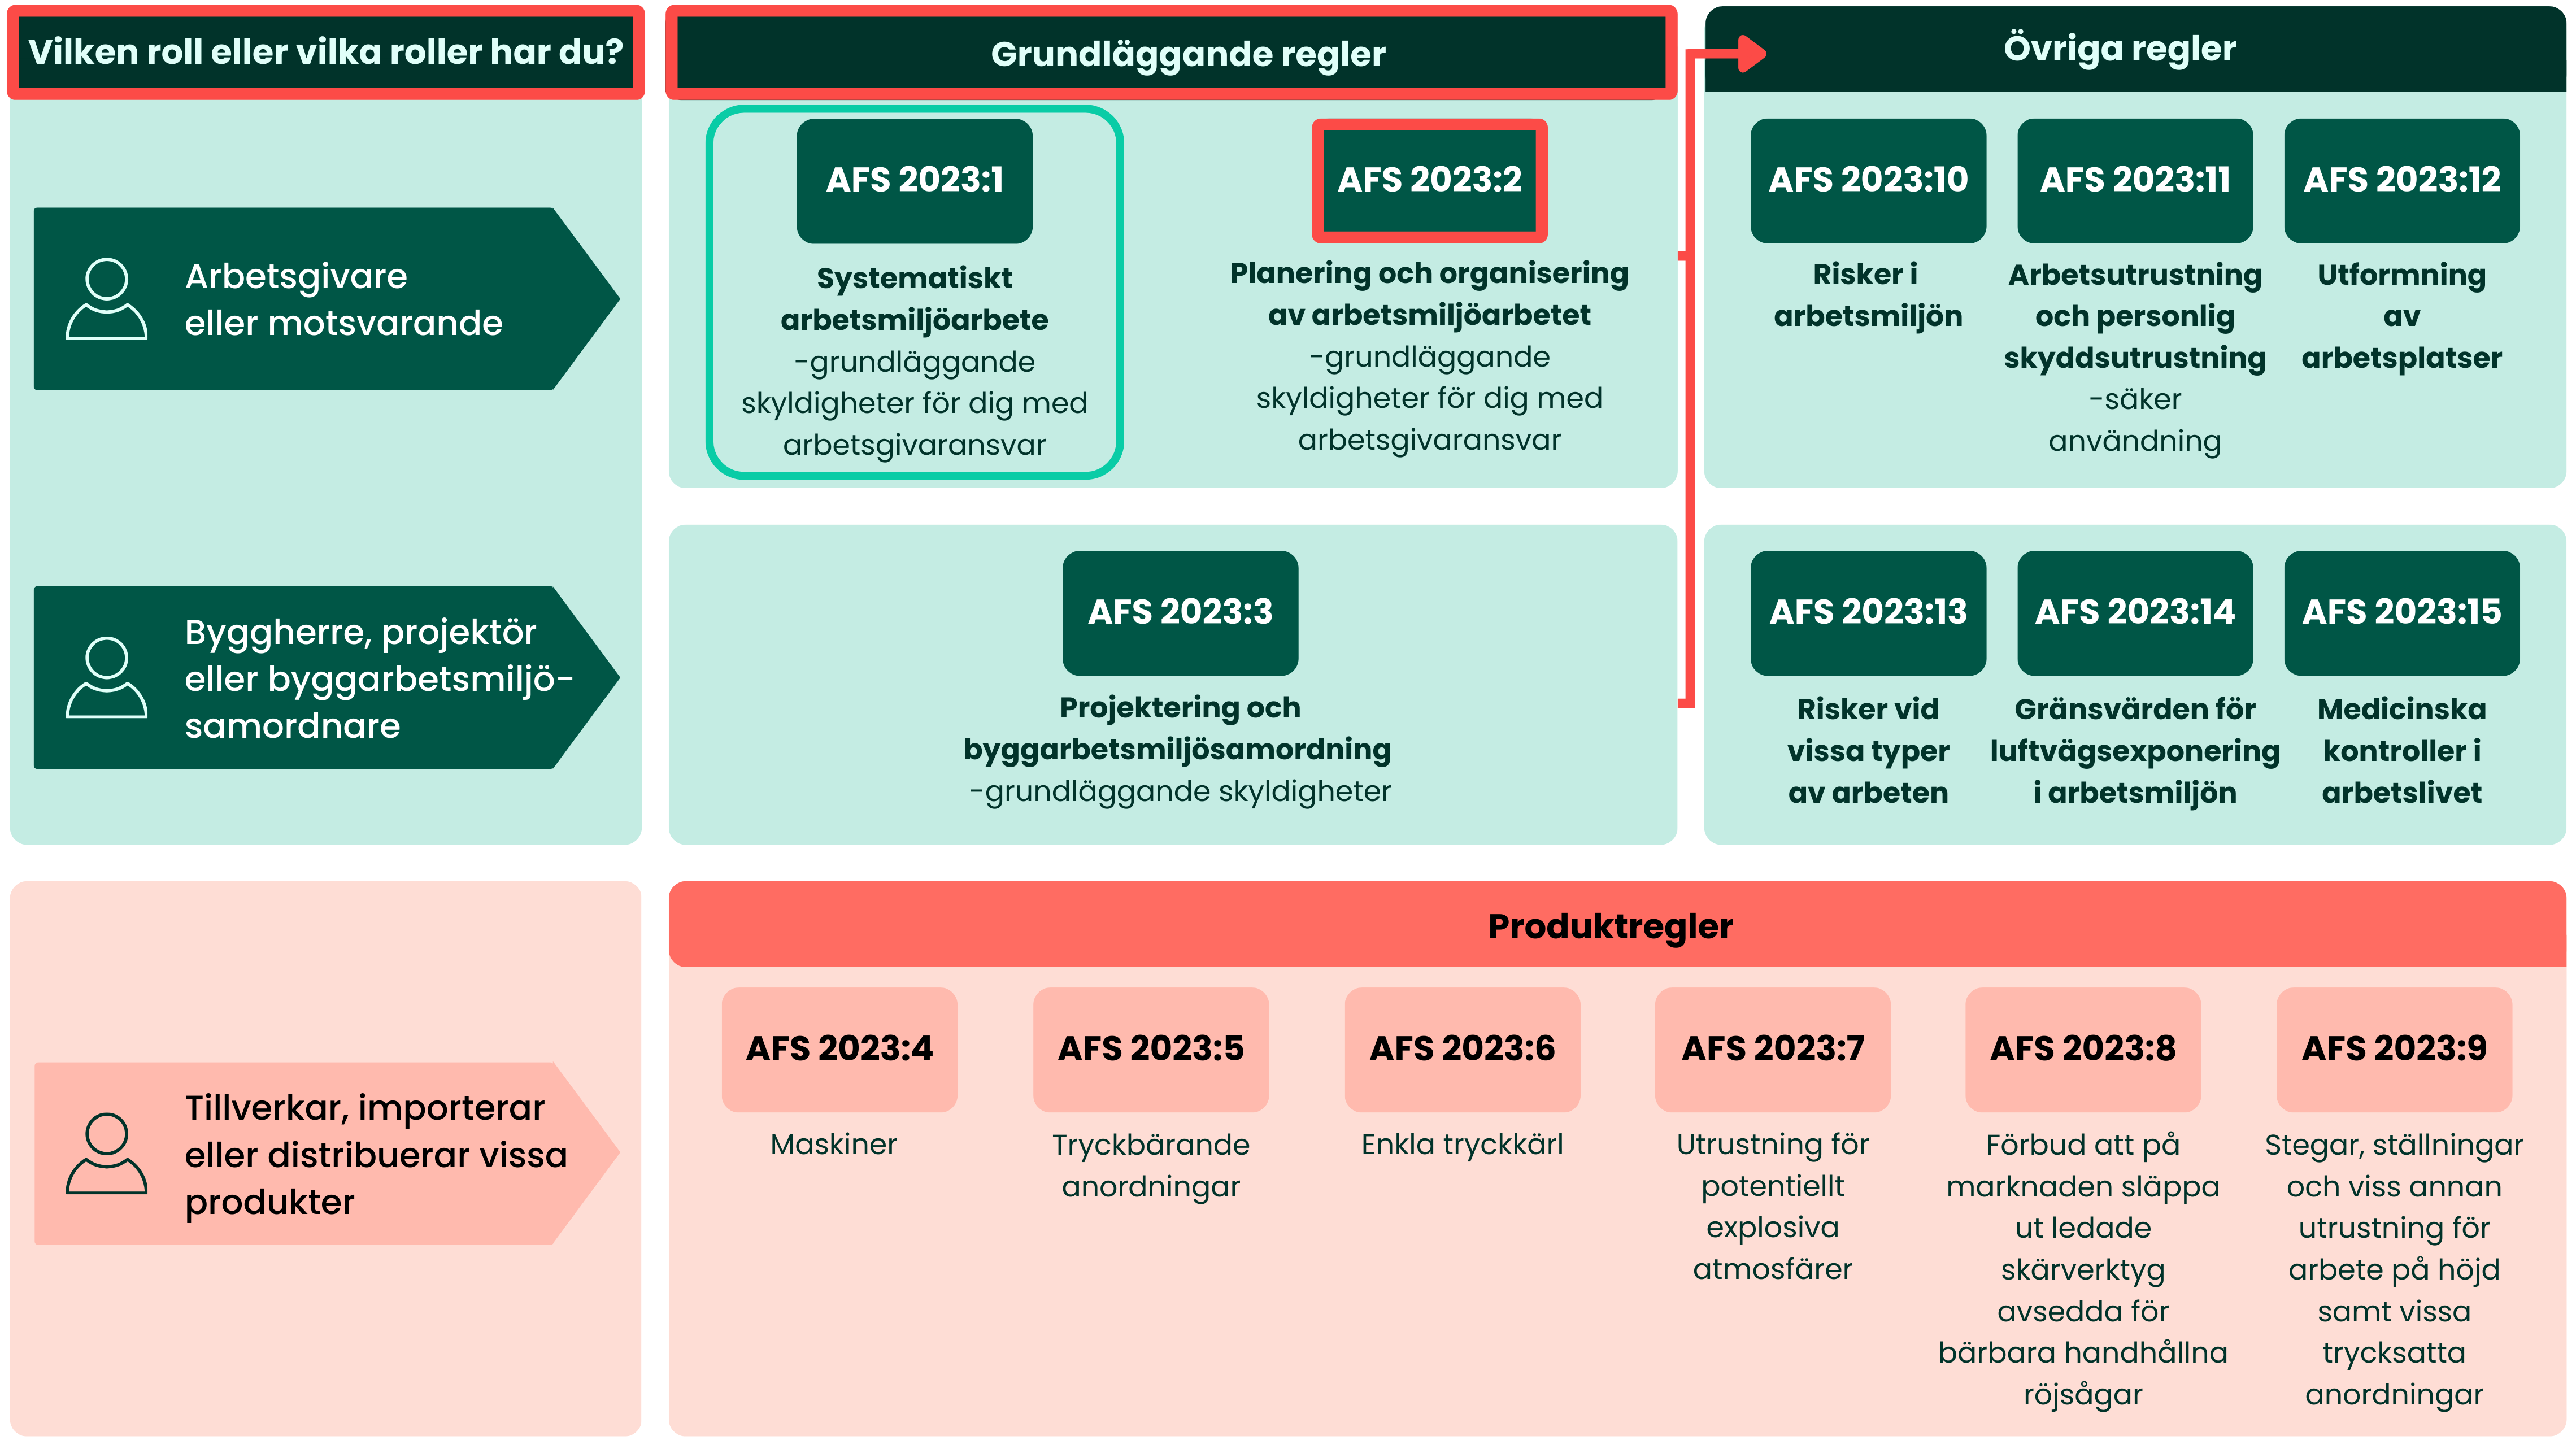 Vilken roll eller vilka roller har du?
Grundläggande regler
Övriga regler
Arbetsgivare
eller motsvarande
AFS 2023:1
Systematiskt
arbetsmiljöarbete
-grundläggande
skyldigheter för dig med
arbetsgivaransvar
AFS 2023:2
Planering och organisering
av arbetsmiljöarbetet
-grundläggande
skyldigheter för dig med
arbetsgivaransvar
AFS 2023:10
Risker i
arbetsmiljön
AFS 2023:11
Arbetsutrustning
och personlig
skyddsutrustning
-säker
användning
AFS 2023:12
Utformning
av
arbetsplatser
Byggherre, projektör
eller byggarbetsmiljö-
samordnare
AFS 2023:3
Projektering och
byggarbetsmiljösamordning
-grundläggande skyldigheter
AFS 2023:13
Risker vid
vissa typer
av arbeten
AFS 2023:14
Gränsvärden för
luftvägsexponering
i arbetsmiljön
AFS 2023:15
Medicinska
kontroller i
arbetslivet
Produktregler
Tillverkar, importerar
eller distribuerar vissa
produkter
AFS 2023:4
Maskiner
AFS 2023:5
Tryckbärande
anordningar
AFS 2023:6
Enkla tryckkärl
AFS 2023:7
Utrustning för
potentiellt
explosiva
atmosfärer
AFS 2023:8
Förbud att på
marknaden släppa
ut ledade
skärverktyg
avsedda för
bärbara handhållna
röjsågar
AFS 2023:9
Stegar, ställningar
och viss annan
utrustning för
arbete på höjd
samt vissa
trycksatta
anordningar